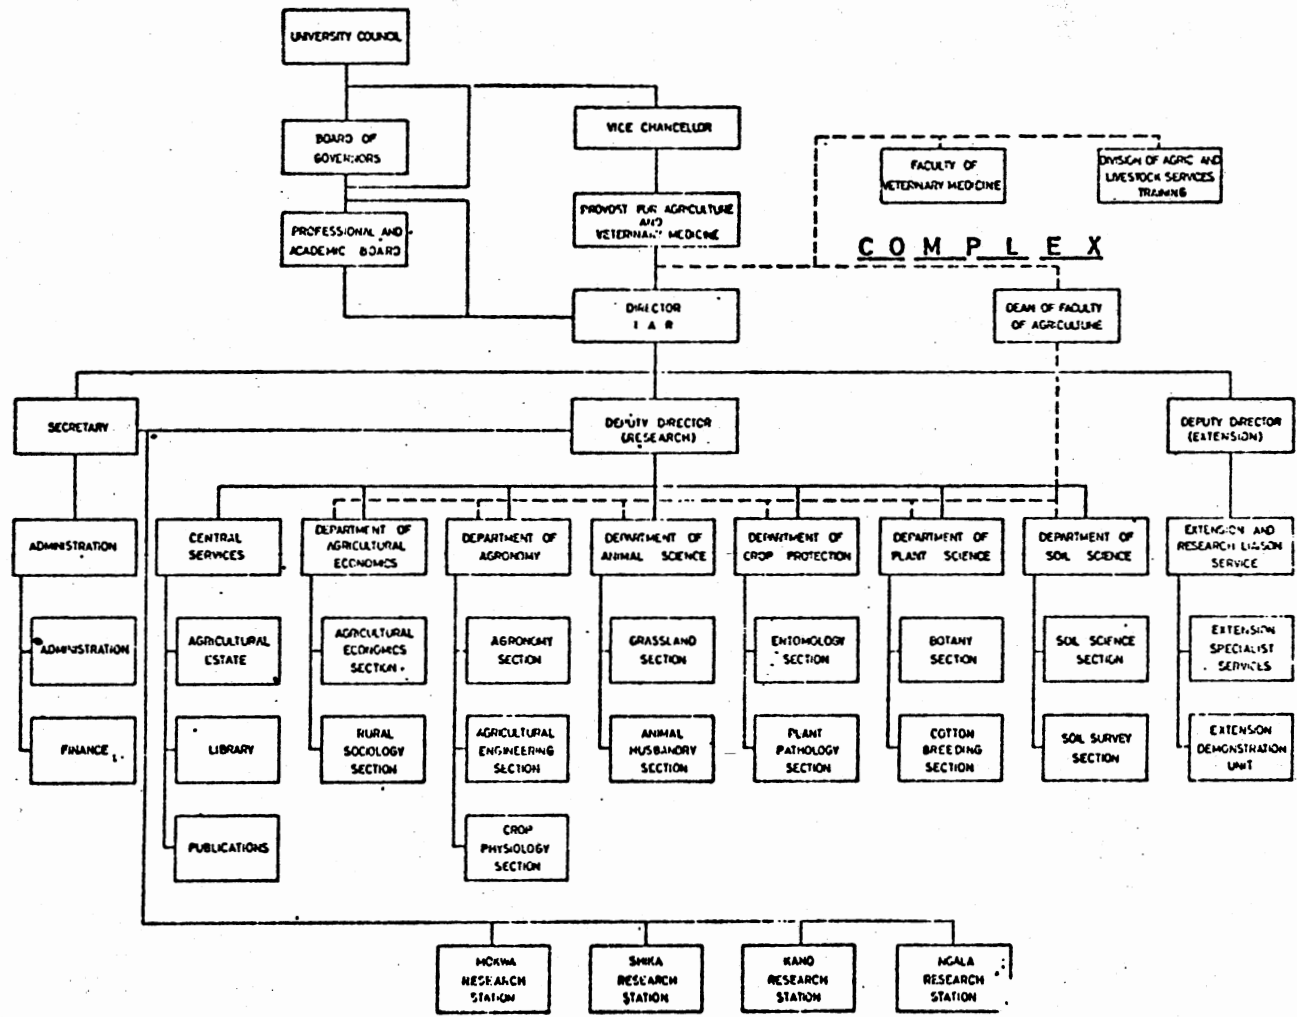 UNIVERSITY COUNCIL
BOARD OF
GOVERNORS
VICE CHANCELLOR
FACULTY OF
VETERINARY MEDICINE
DIVISION OF AGRIC AND
LIVESTOCK SERVICES
TRAINING
PROFESSIONAL AND
ACADEMIC BOARD
PROVOST FOR AGRICULTURE
AND
VETERINARY MEDICINE
COMPLEX
DIRECTOR
I A R
DEAN OF FACULTY
OF AGRICULTURE
SECRETARY
DEPUTY DIRECTOR
(RESEARCH)
DEPUTY DIRECTOR
(EXTENSION)
ADMINISTRATION
CENTRAL
SERVICES
DEPARTMENT OF
AGRICULTURAL
ECONOMICS
DEPARTMENT OF
AGRONOMY
DEPARTMENT OF
ANIMAL SCIENCE
DEPARTMENT OF
CROP PROTECTION
DEPARTMENT OF
PLANT SCIENCE
DEPARTMENT OF
SOIL SCIENCE
EXTENSION AND
RESEARCH LIAISON
SERVICE
ADMINISTRATION
AGRICULTURAL
ESTATE
AGRICULTURAL
ECONOMICS
SECTION
AGRONOMY
SECTION
GRASSLAND
SECTION
ENTOMOLOGY
SECTION
BOTANY
SECTION
SOIL SCIENCE
SECTION
EXTENSION
SPECIALIST
SERVICES
FINANCE
LIBRARY
RURAL
SOCIOLOGY
SECTION
AGRICULTURAL
ENGINEERING
SECTION
ANIMAL
HUSBANDRY
SECTION
PLANT
PATHOLOGY
SECTION
COTTON
BREEDING
SECTION
SOIL SURVEY
SECTION
EXTENSION
DEMONSTRATION
UNIT
PUBLICATIONS
CROP
PHYSIOLOGY
SECTION
MOKWA
RESEARCH
STATION
SHIKA
RESEARCH
STATION
KANO
RESEARCH
STATION
NGALA
RESEARCH
STATION